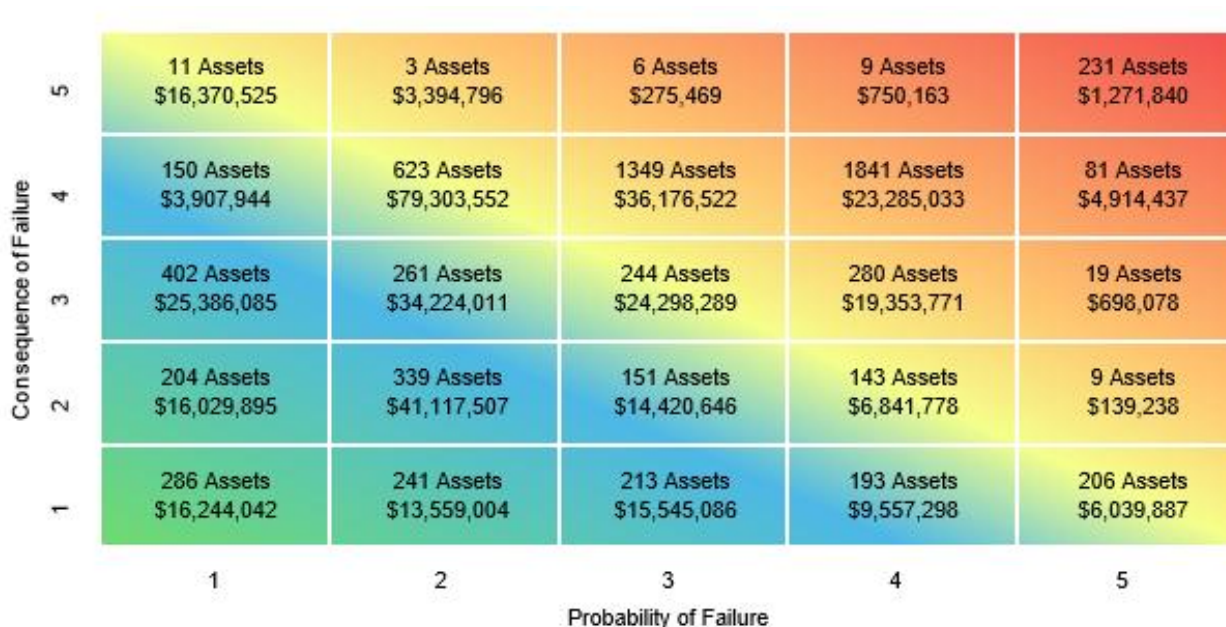 Consequence of Failure
5
11 Assets
$16,370,525
3 Assets
$3,394,796
6 Assets
$275,469
9 Assets
$750,163
231 Assets
$1,271,840
4
150 Assets
$3,907,944
623 Assets
$79,303,552
1349 Assets
$36,176,522
1841 Assets
$23,285,033
81 Assets
$4,914,437
3
402 Assets
$25,386,085
261 Assets
$34,224,011
244 Assets
$24,298,289
280 Assets
$19,353,771
19 Assets
$698,078
2
204 Assets
$16,029,895
339 Assets
$41,117,507
151 Assets
$14,420,646
143 Assets
$6,841,778
9 Assets
$139,238
1
286 Assets
$16,244,042
241 Assets
$13,559,004
213 Assets
$15,545,086
193 Assets
$9,557,298
206 Assets
$6,039,887
1
2
3
4
5
Probability of Failure